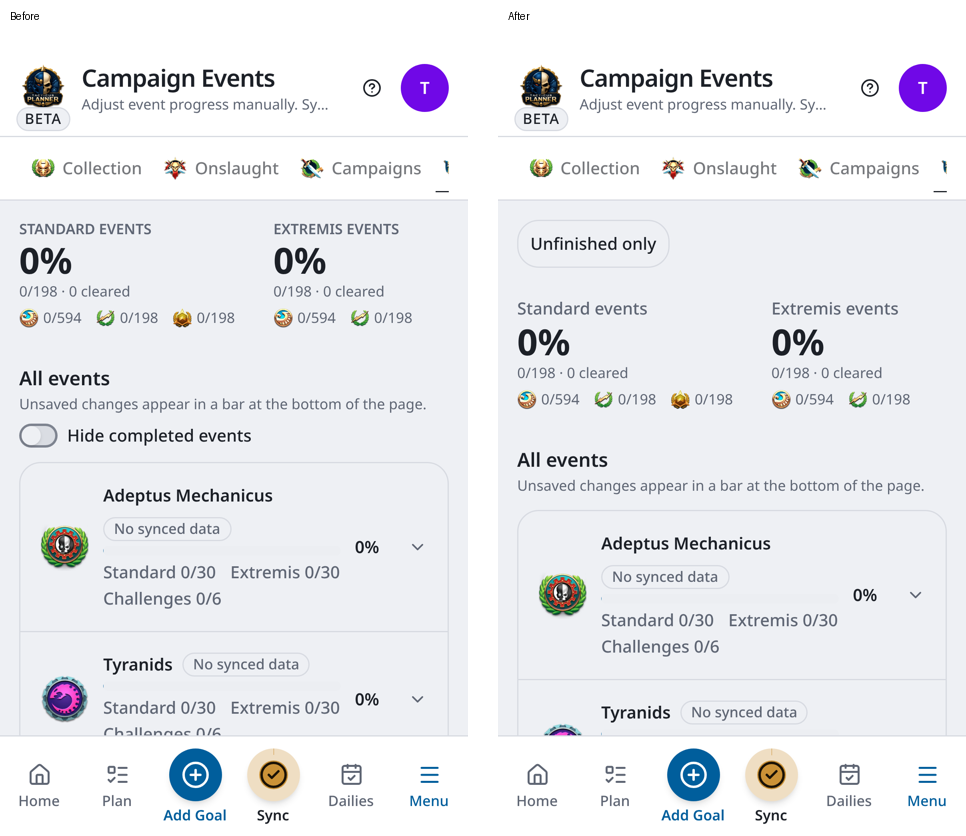 Before
Campaign Events
Adjust event progress manually. Sy...
PLANNER
BETA
T
Collection
Onslaught
Campaigns
STANDARD EVENTS
EXTREMIS EVENTS
0%
0%
0/198 · 0 cleared
0/198 · 0 cleared
0/594 0/198 0/198
0/594 0/198
All events
Unsaved changes appear in a bar at the bottom of the page.
Hide completed events
Adeptus Mechanicus
No synced data
0%
Standard 0/30 Extremis 0/30
Challenges 0/6
Tyranids No synced data
0%
Standard 0/30 Extremis 0/30
Challenges 0/6
Home
Plan
Add Goal
Sync
Dailies
Menu
After
Campaign Events
Adjust event progress manually. Sy...
PLANNER
BETA
T
Collection
Onslaught
Campaigns
Unfinished only
Standard events
Extremis events
0%
0%
0/198 · 0 cleared
0/198 · 0 cleared
0/594 0/198 0/198
0/594 0/198
All events
Unsaved changes appear in a bar at the bottom of the page.
Adeptus Mechanicus
No synced data
0%
Standard 0/30 Extremis 0/30
Challenges 0/6
Tyranids No synced data
Home
Plan
Add Goal
Sync
Dailies
Menu